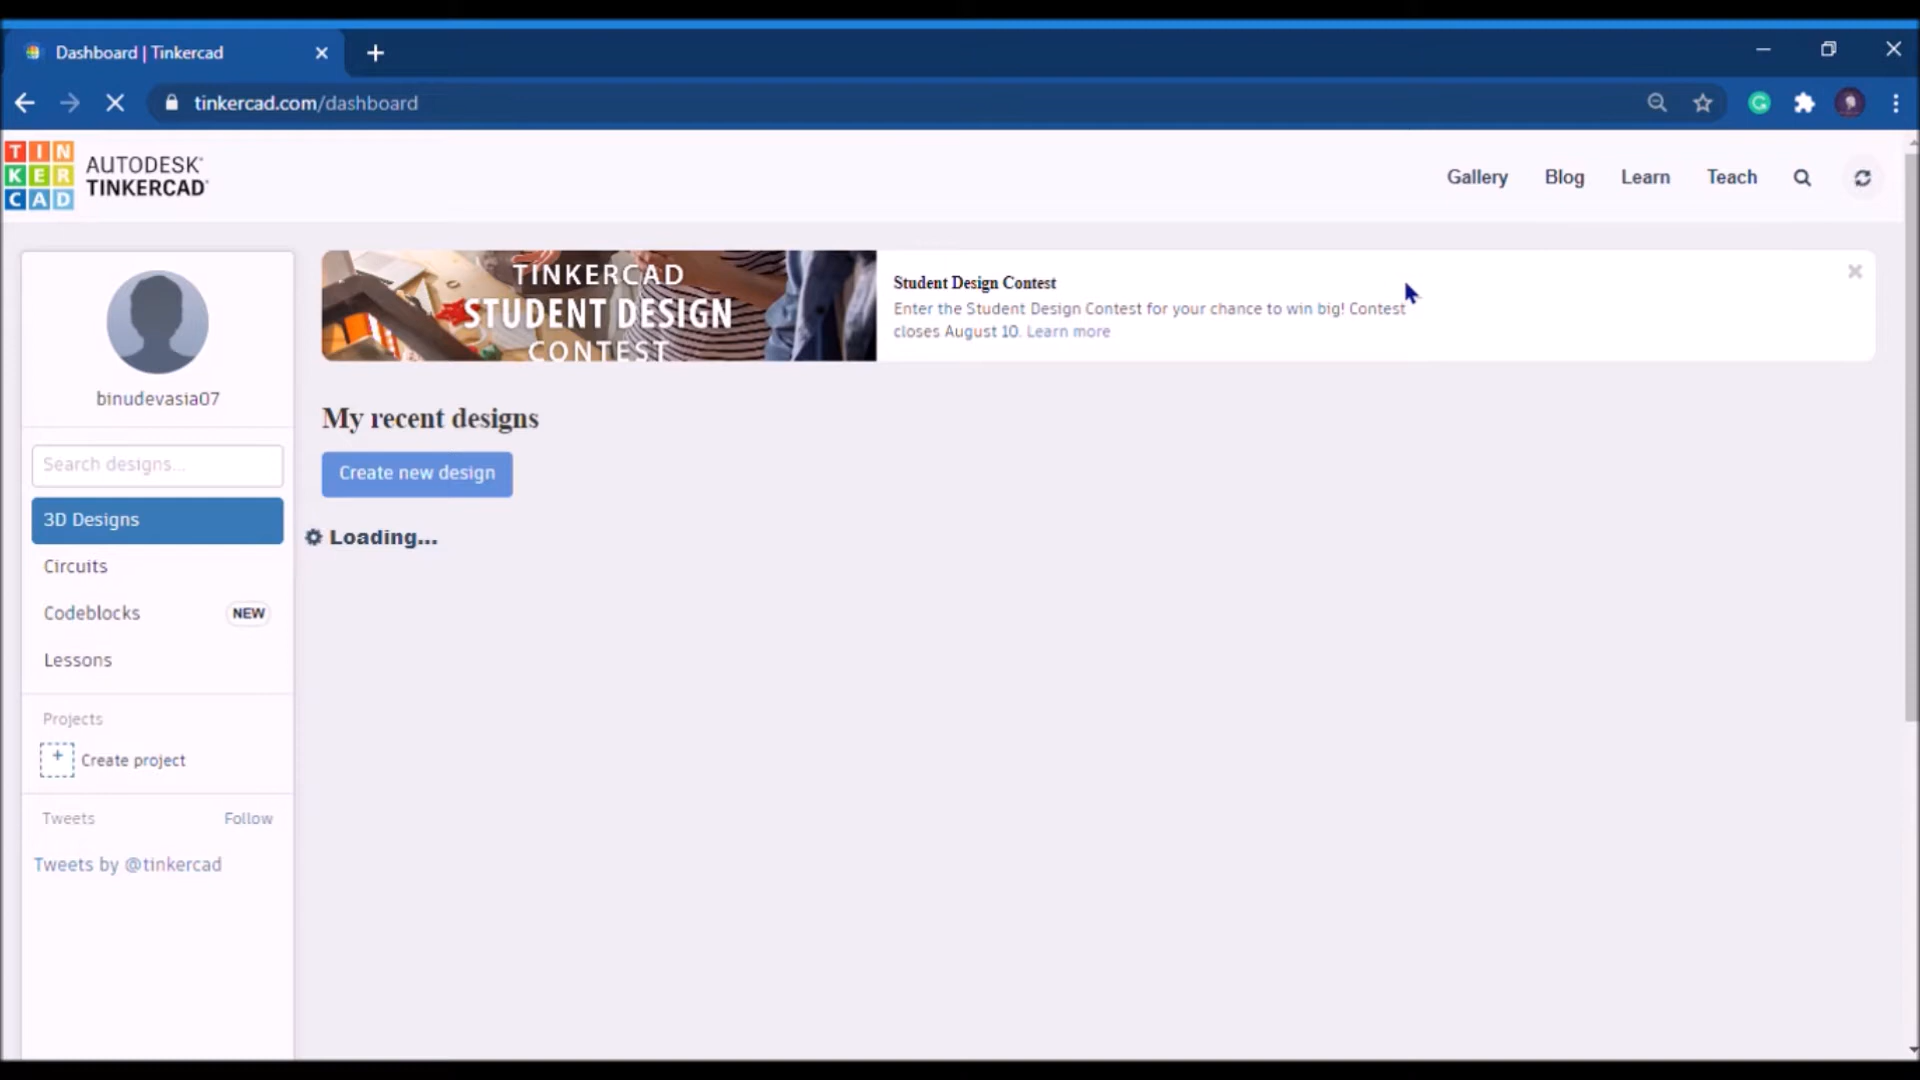 Dashboard | Tinkercad
tinkercad.com/dashboard
TIN
KER
CAD
AUTODESK®
TINKERCAD®
Gallery
Blog
Learn
Teach
TINKERCAD
STUDENT DESIGN
CONTEST
Student Design Contest
Enter the Student Design Contest for your chance to win big! Contest
closes August 10. Learn more
binudevasia07
Search designs...
3D Designs
Circuits
Codeblocks NEW
Lessons
Projects
+ Create project
Tweets Follow
Tweets by @tinkercad
My recent designs
Create new design
Loading...